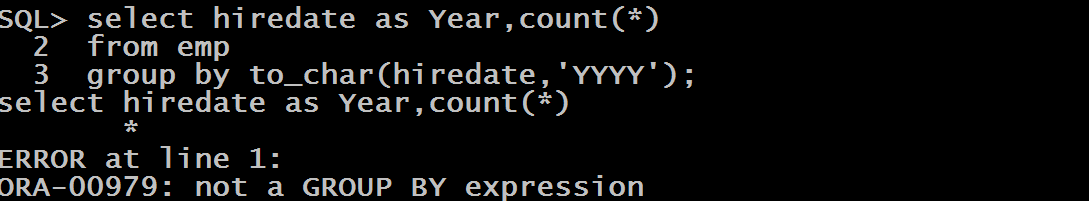 SQL> select hiredate as Year,count(*)
  2  from emp
  3  group by to_char(hiredate,'YYYY');
select hiredate as Year,count(*)
       *
ERROR at line 1:
ORA-00979: not a GROUP BY expression